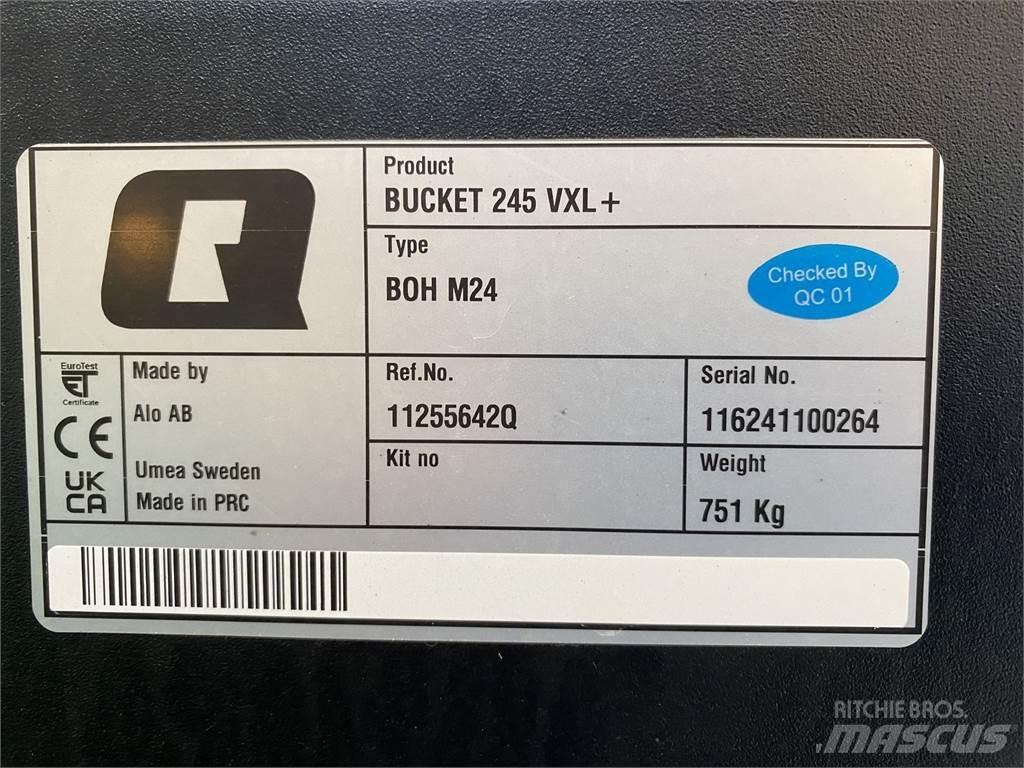 Product
BUCKET 245 VXL+
Type
BOH M24
Checked By
QC 01
EuroTest
ET
Certificate
CE
UK
CA
Made by
Alo AB
Umea Sweden
Made in PRC
Ref.No.
11255642Q
Serial No.
116241100264
Kit no
Weight
751 Kg
RITCHIE BROS.
MASCUS